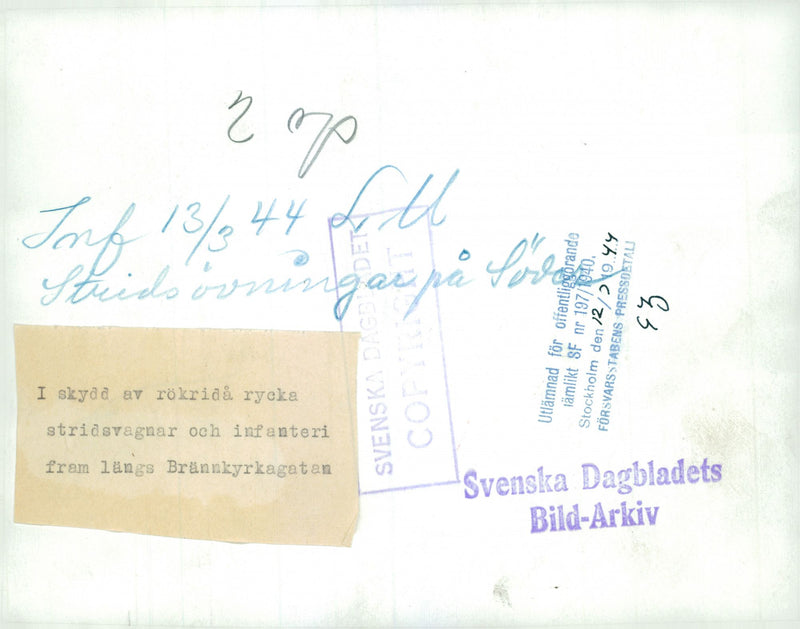 2 sp
Inf 13/3 44 L U
Stridsövningar på Söder
I skydd av rökridå rycka
stridsvagnar och infanteri
fram längs Brännkyrkagatan
SVENSKA DAGBLADET
COPYRIGHT
Utlämnad för offentliggörande
jämlikt SF nr 197/1940.
Stockholm den 12/3 1944
FÖRSVARSSTABENS PRESSDETALJ
Svenska Dagbladets
Bild-Arkiv